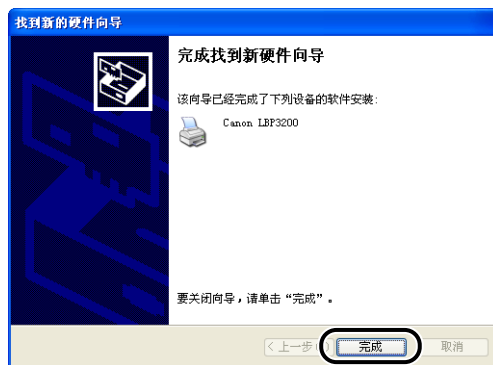 找到新的硬件向导
完成找到新硬件向导
该向导已经完成了下列设备的软件安装:
Canon LBP3200
要关闭向导，请单击“完成”。
<上一步 完成 取消